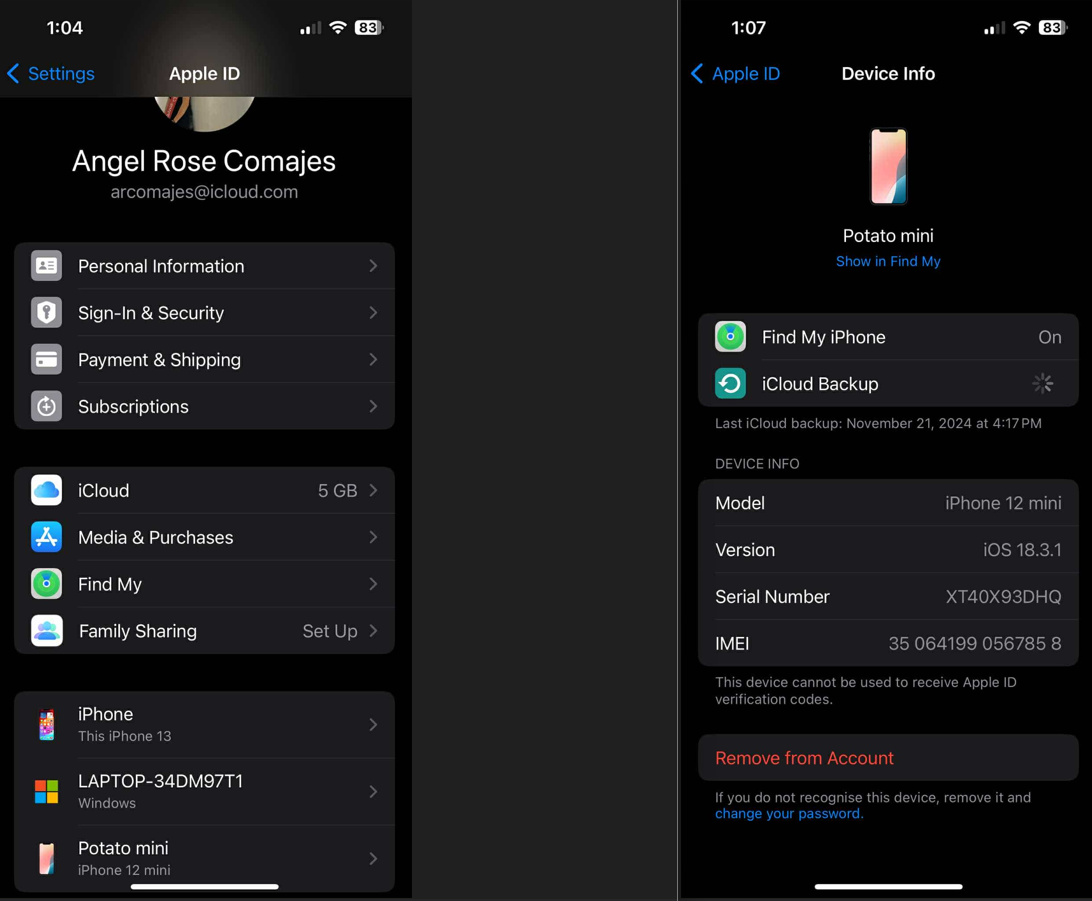 1:04
83
Settings
Apple ID
Angel Rose Comajes
arcomajes@icloud.com
Personal Information
Sign-In & Security
Payment & Shipping
Subscriptions
iCloud 5 GB
Media & Purchases
Find My
Family Sharing Set Up
iPhone
This iPhone 13
LAPTOP-34DM97T1
Windows
Potato mini
iPhone 12 mini
1:07
83
Apple ID
Device Info
Potato mini
Show in Find My
Find My iPhone On
iCloud Backup
Last iCloud backup: November 21, 2024 at 4:17 PM
DEVICE INFO
Model iPhone 12 mini
Version iOS 18.3.1
Serial Number XT40X93DHQ
IMEI 35 064199 056785 8
This device cannot be used to receive Apple ID
verification codes.
Remove from Account
If you do not recognise this device, remove it and
change your password.